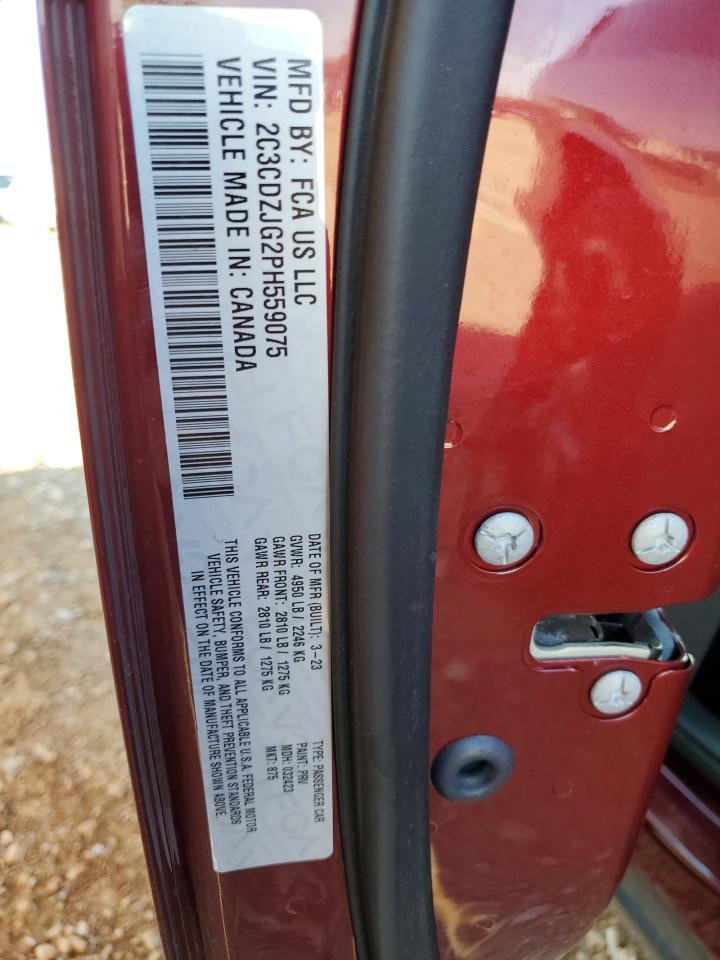 MFD BY: FCA US LLC
VIN: 2C3CDZJG2PH559075
VEHICLE MADE IN: CANADA
DATE OF MFR (BUILT): 3-23
GVWR: 4950 LB / 2246 KG
GAWR FRONT: 2810 LB / 1275 KG
GAWR REAR: 2810 LB / 1275 KG
TYPE: PASSENGER CAR
PAINT: PRV
MDH: 032423
MKT: 875
THIS VEHICLE CONFORMS TO ALL APPLICABLE U.S.A. FEDERAL MOTOR
VEHICLE SAFETY, BUMPER, AND THEFT PREVENTION STANDARDS
IN EFFECT ON THE DATE OF MANUFACTURE SHOWN ABOVE.